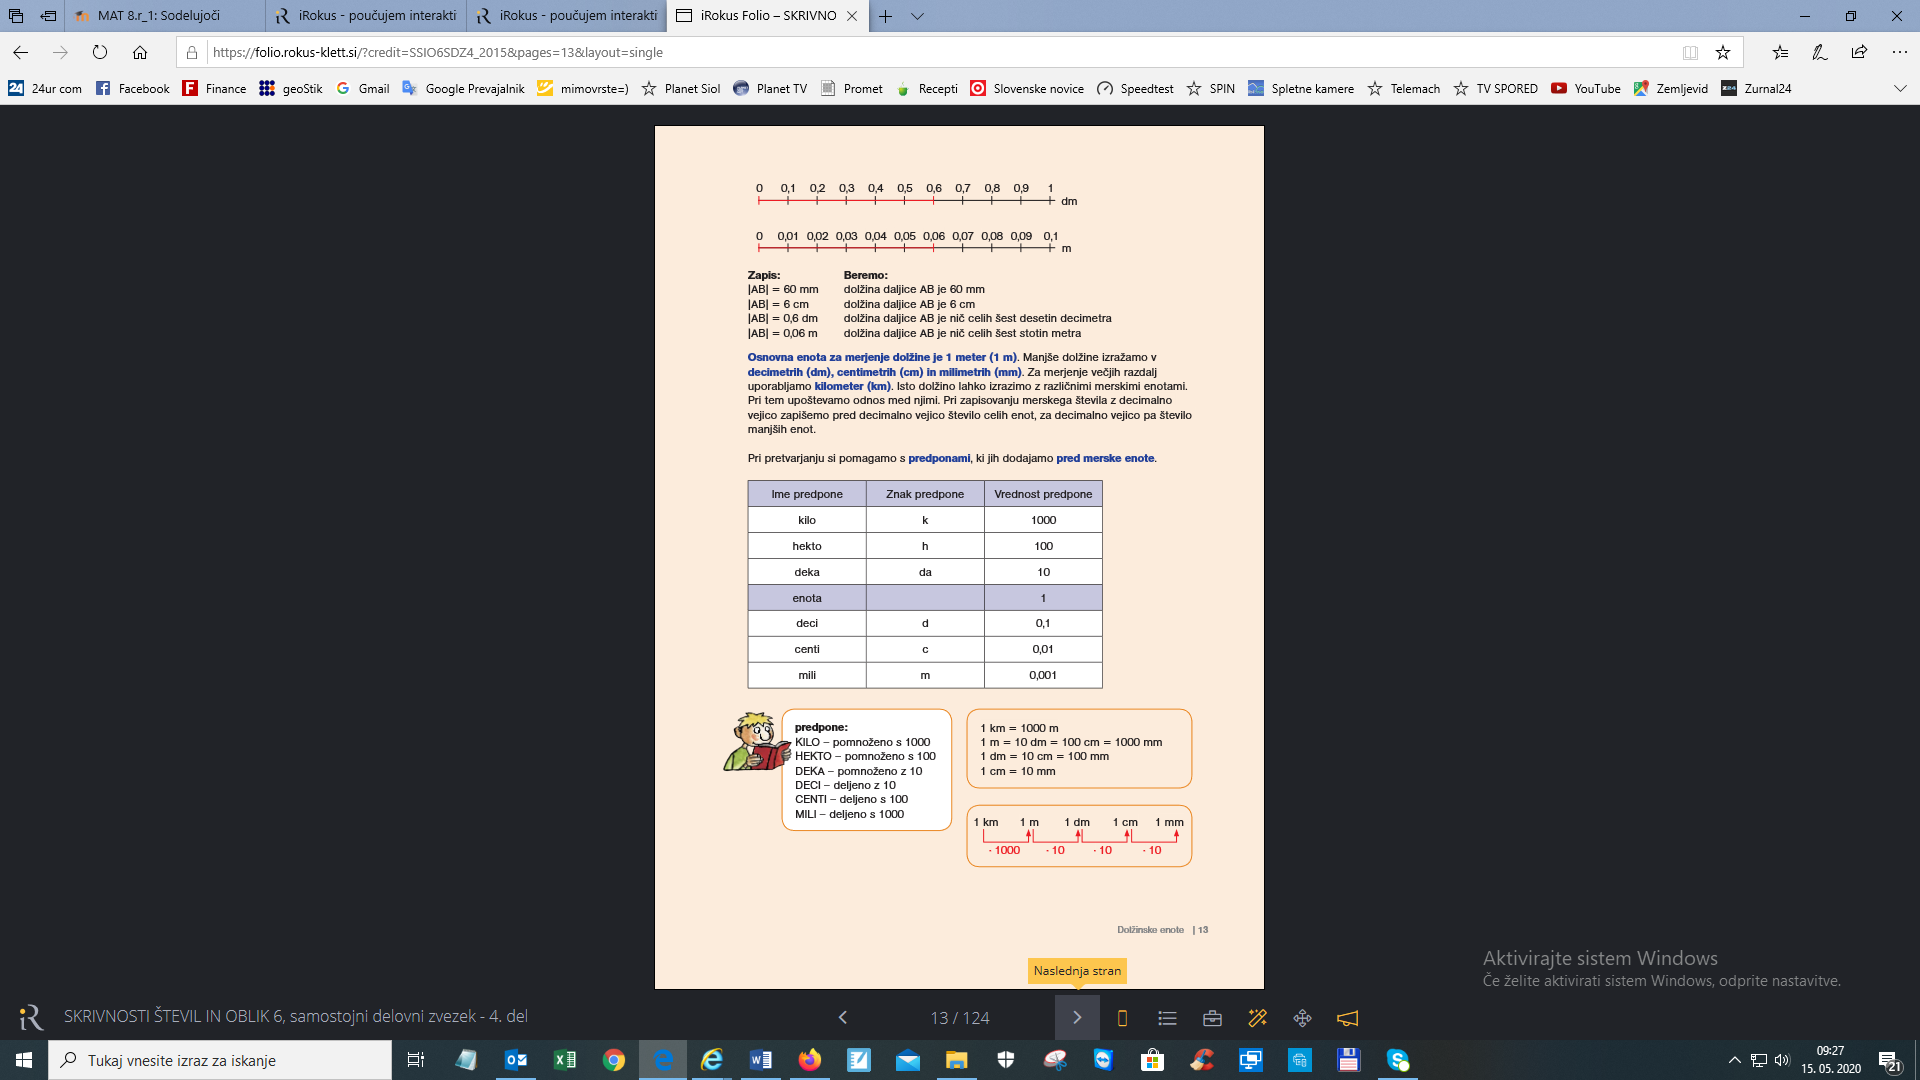 MAT 8.r_1: Sodelujoči
iRokus - poučujem interakti
iRokus - poučujem interakti
iRokus Folio – SKRIVNO
https://folio.rokus-klett.si/?credit=SSIO6SDZ4_2015&pages=13&layout=single
24ur com Facebook Finance geoStik Gmail Google Prevajalnik mimovrste=) Planet Siol Planet TV Promet Recepti Slovenske novice Speedtest SPIN Spletne kamere Telemach TV SPORED YouTube Zemljevid Zurnal24
0 0,1 0,2 0,3 0,4 0,5 0,6 0,7 0,8 0,9 1
dm
0 0,01 0,02 0,03 0,04 0,05 0,06 0,07 0,08 0,09 0,1
m
Zapis: Beremo:
|AB| = 60 mm dolžina daljice AB je 60 mm
|AB| = 6 cm dolžina daljice AB je 6 cm
|AB| = 0,6 dm dolžina daljice AB je nič celih šest desetin decimetra
|AB| = 0,06 m dolžina daljice AB je nič celih šest stotin metra
Osnovna enota za merjenje dolžine je 1 meter (1 m). Manjše dolžine izražamo v
decimetrih (dm), centimetrih (cm) in milimetrih (mm). Za merjenje večjih razdalj
uporabljamo kilometer (km). Isto dolžino lahko izrazimo z različnimi merskimi enotami.
Pri tem upoštevamo odnos med njimi. Pri zapisovanju merskega števila z decimalno
vejico zapišemo pred decimalno vejico število celih enot, za decimalno vejico pa število
manjših enot.
Pri pretvarjanju si pomagamo s predponami, ki jih dodajamo pred merske enote.
Ime predpone Znak predpone Vrednost predpone
kilo k 1000
hekto h 100
deka da 10
enota 1
deci d 0,1
centi c 0,01
mili m 0,001
predpone:
KILO – pomnoženo s 1000
HEKTO – pomnoženo s 100
DEKA – pomnoženo z 10
DECI – deljeno z 10
CENTI – deljeno s 100
MILI – deljeno s 1000
1 km = 1000 m
1 m = 10 dm = 100 cm = 1000 mm
1 dm = 10 cm = 100 mm
1 cm = 10 mm
1 km 1 m 1 dm 1 cm 1 mm
· 1000 · 10 · 10 · 10
Dolžinske enote | 13
Naslednja stran
Aktivirajte sistem Windows
Če želite aktivirati sistem Windows, odprite nastavitve.
iR SKRIVNOSTI ŠTEVIL IN OBLIK 6, samostojni delovni zvezek - 4. del
13 / 124
Tukaj vnesite izraz za iskanje
09:27
15. 05. 2020
21